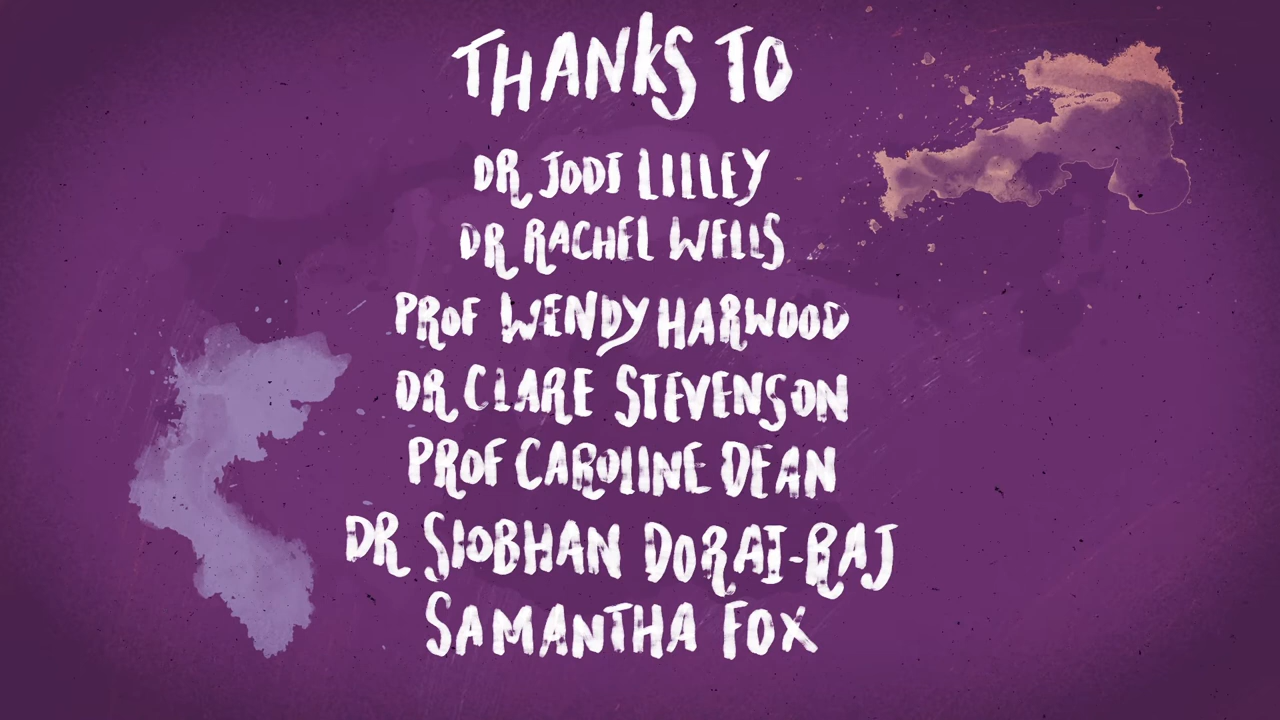 THANKS TO
DR JODI LILLEY
DR RACHEL WELLS
PROF WENDY HARWOOD
DR CLARE STEVENSON
PROF CAROLINE DEAN
DR SIOBHAN DORAI-RAJ
SAMANTHA FOX